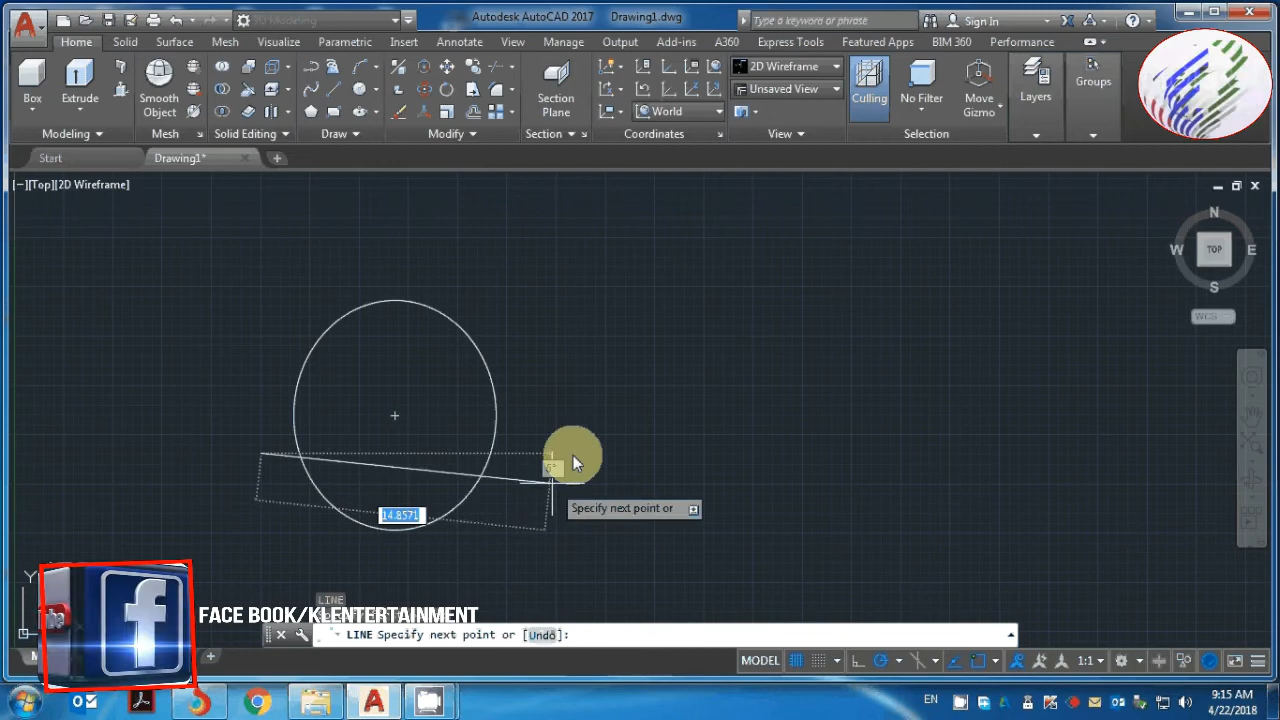 3D Modeling
Autodesk AutoCAD 2017 Drawing1.dwg
Type a keyword or phrase
Sign In
Home Solid Surface Mesh Visualize Parametric Insert Annotate View Manage Output Add-ins A360 Express Tools Featured Apps BIM 360 Performance
2D Wireframe
Unsaved View
World
Box
Extrude
Smooth
Object
Section
Plane
Culling
No Filter
Move
Gizmo
Layers
Groups
Modeling Mesh Solid Editing Draw Modify Section Coordinates View Selection
Start
Drawing1*
[−][Top][2D Wireframe]
N
W TOP E
S
WCS
6°
14.8571
Specify next point or
Y
LINE
FACE BOOK/KLENTERTAINMENT
LINE Specify next point or [Undo]:
MODEL
1:1
EN
9:15 AM
4/22/2018